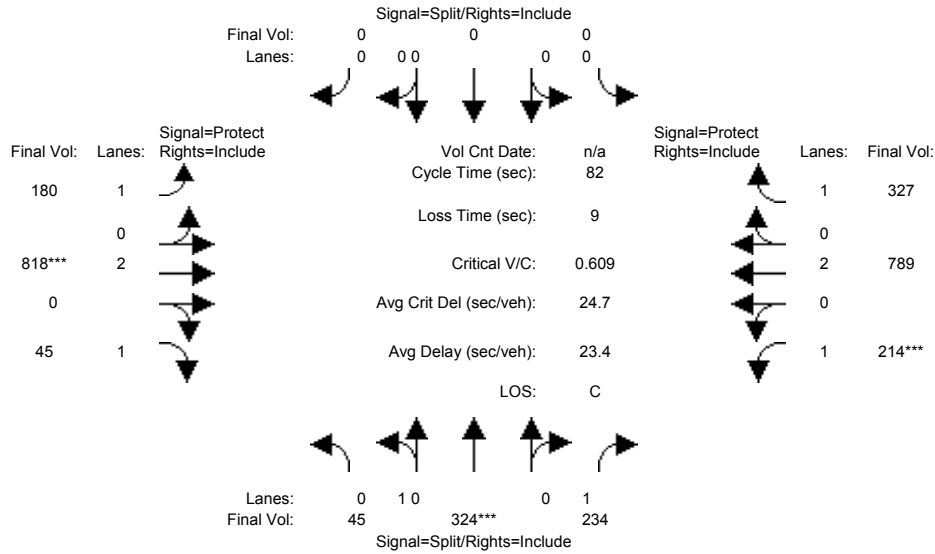 Signal=Split/Rights=Include
Final Vol: 0 0 0
Lanes: 0 0 0 0 0
Signal=Protect
Final Vol: Lanes: Rights=Include
Vol Cnt Date: n/a
Signal=Protect
Rights=Include Lanes: Final Vol:
Cycle Time (sec): 82
180 1
1 327
Loss Time (sec): 9
0
0
818*** 2
Critical V/C: 0.609
2 789
0
Avg Crit Del (sec/veh): 24.7
0
45 1
Avg Delay (sec/veh): 23.4
1 214***
LOS: C
Lanes: 0 1 0 0 1
Final Vol: 45 324*** 234
Signal=Split/Rights=Include